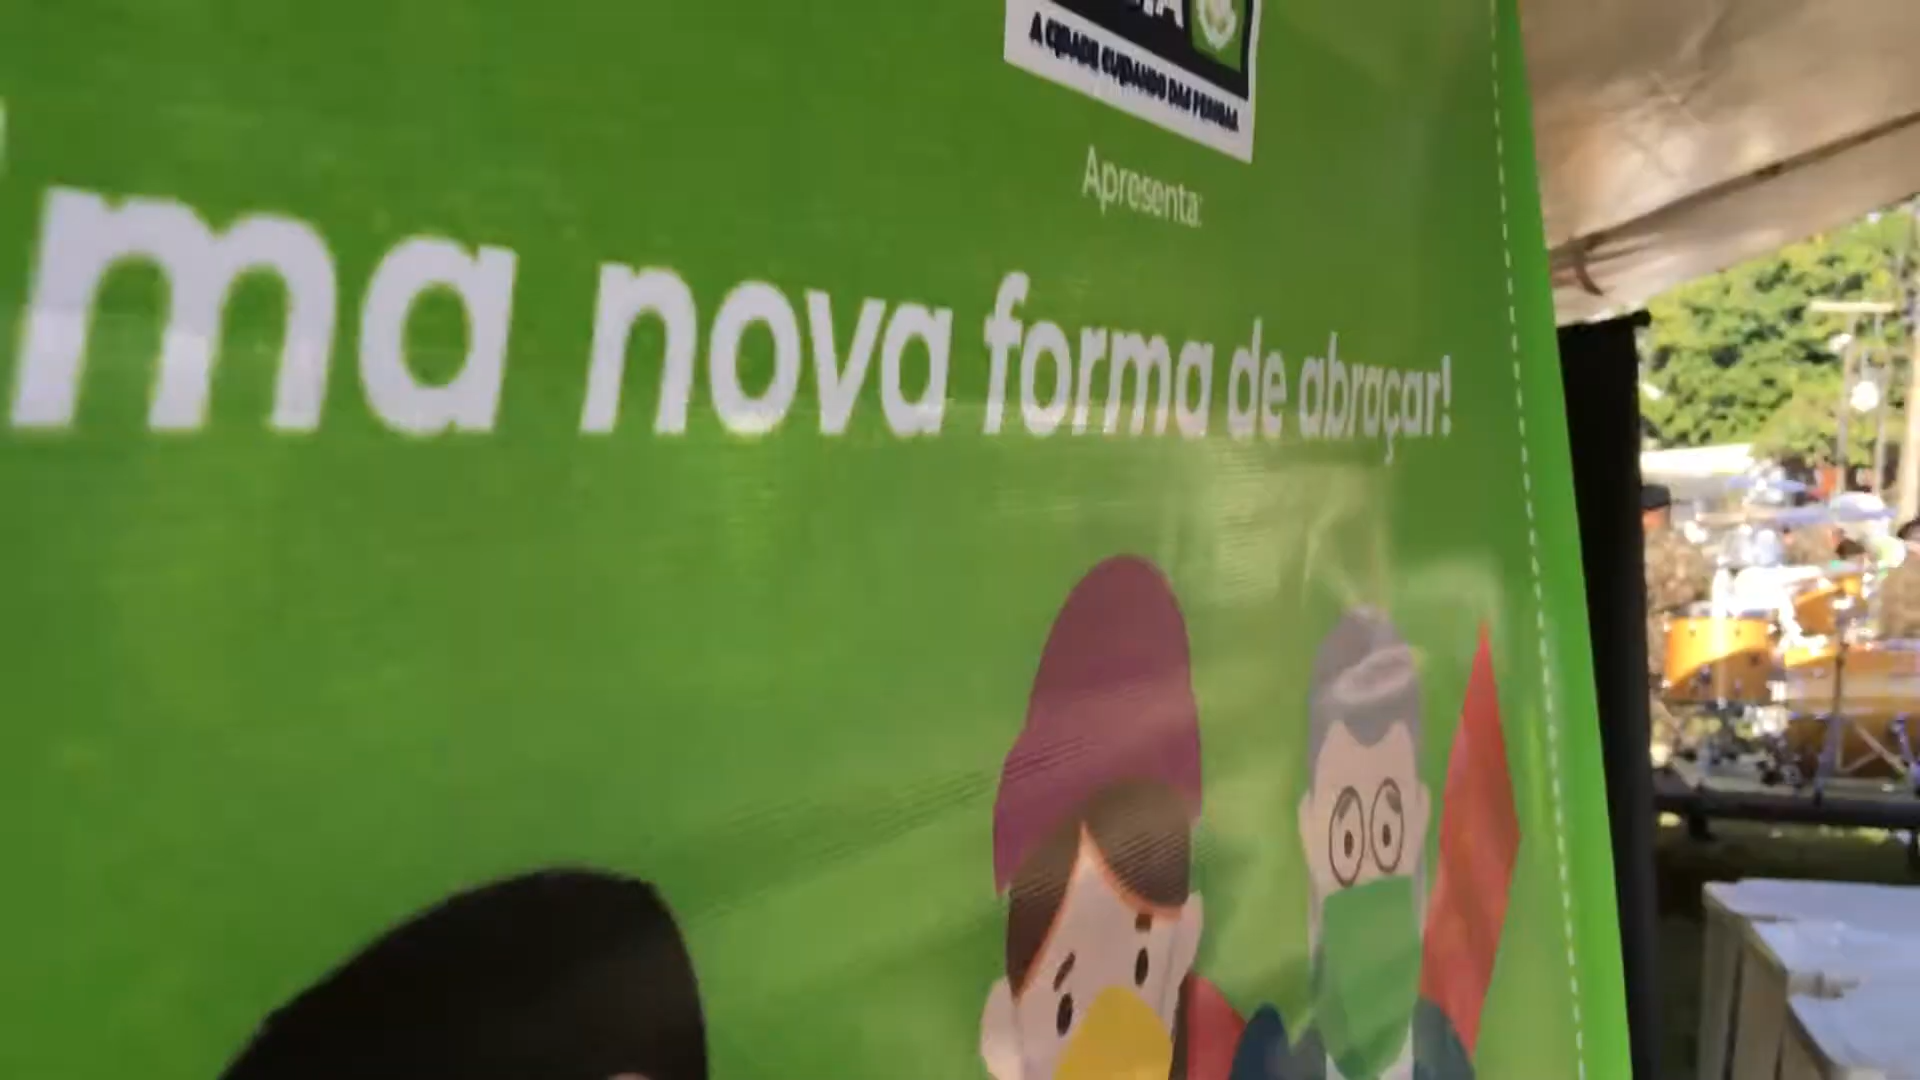 A CIDADE CUIDANDO DAS PESSOAS
Apresenta:
ma nova forma de abraçar!